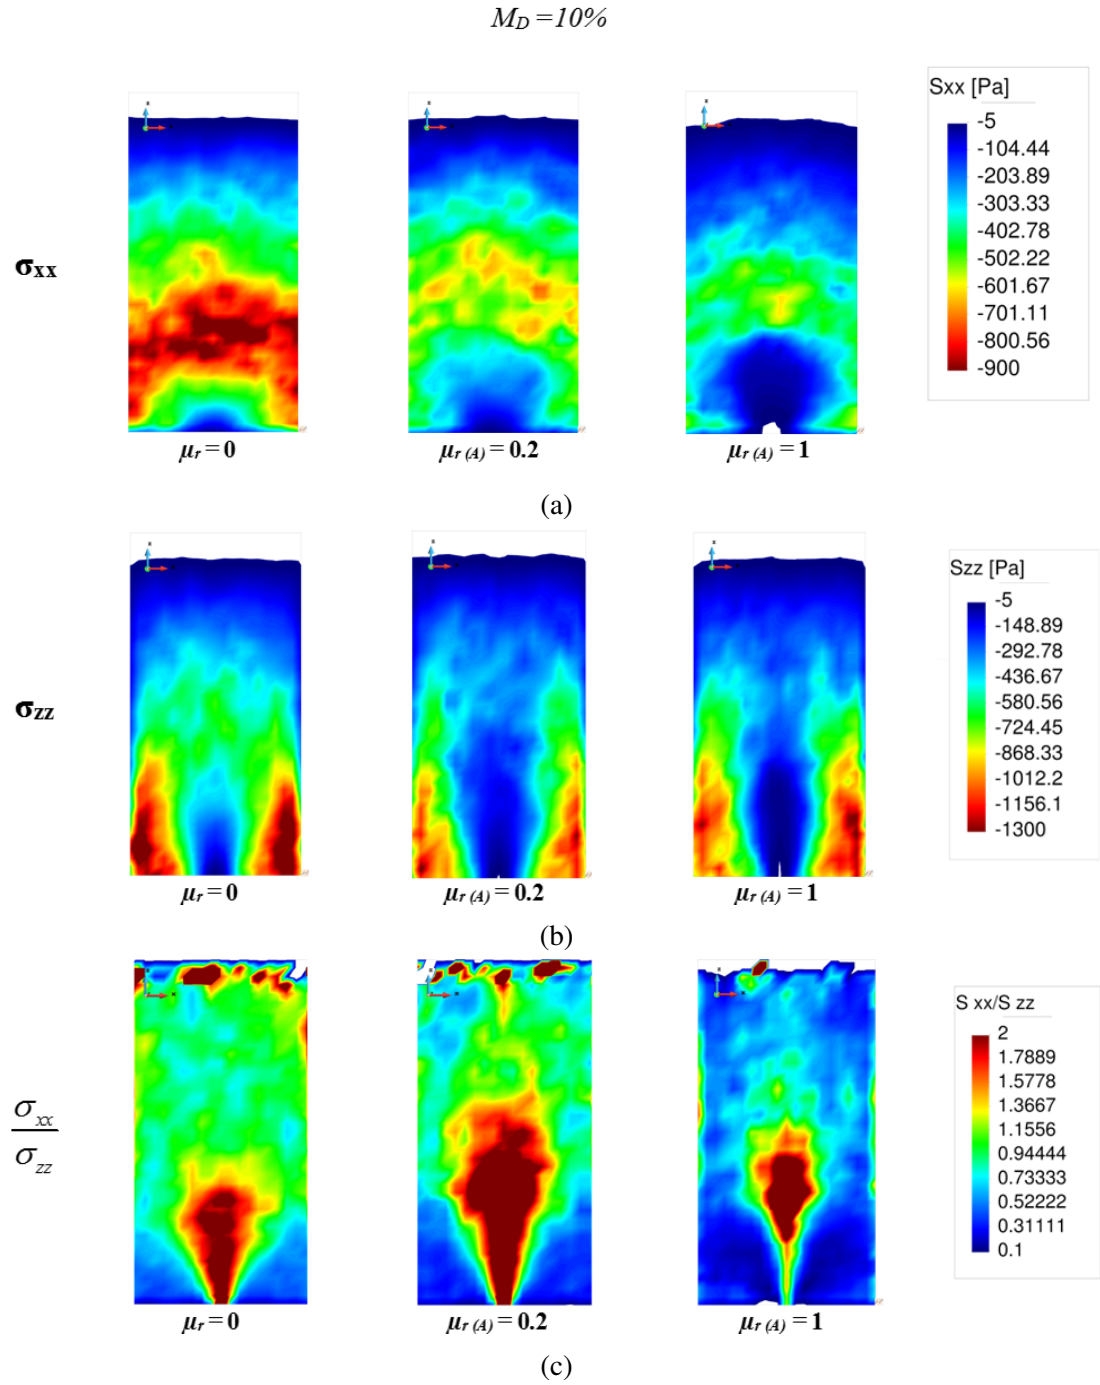 M_D =10%
Sxx [Pa]
-5
-104.44
-203.89
-303.33
-402.78
-502.22
-601.67
-701.11
-800.56
-900
σxx
μr = 0
μr (A) = 0.2
μr (A) = 1
(a)
Szz [Pa]
-5
-148.89
-292.78
-436.67
-580.56
-724.45
-868.33
-1012.2
-1156.1
-1300
σzz
μr = 0
μr (A) = 0.2
μr (A) = 1
(b)
S xx/S zz
2
1.7889
1.5778
1.3667
1.1556
0.94444
0.73333
0.52222
0.31111
0.1
σxx
σzz
μr = 0
μr (A) = 0.2
μr (A) = 1
(c)